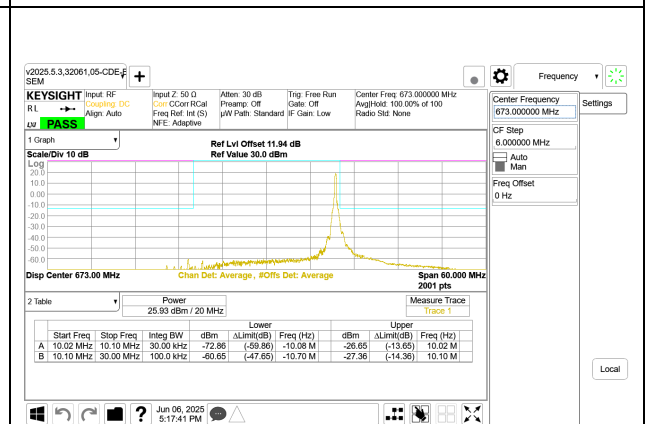 v2025.5.3,32061,05-CDE-F
SEM
Frequency
KEYSIGHT
R L
LXI PASS
Input: RF
Coupling: DC
Align: Auto
Input Z: 50 Ω
Corr CCorr RCal
Freq Ref: Int (S)
NFE: Adaptive
Atten: 30 dB
Preamp: Off
µW Path: Standard
Trig: Free Run
Gate: Off
IF Gain: Low
Center Freq: 673.000000 MHz
Avg|Hold: 100.00% of 100
Radio Std: None
Center Frequency
673.000000 MHz
Settings
CF Step
6.000000 MHz
Auto
Man
Freq Offset
0 Hz
1 Graph
Ref Lvl Offset 11.94 dB
Scale/Div 10 dB
Ref Value 30.0 dBm
Log
20.0
10.0
0.00
-10.0
-20.0
-30.0
-40.0
-50.0
-60.0
Disp Center 673.00 MHz
Chan Det: Average , #Offs Det: Average
Span 60.000 MHz
2001 pts
2 Table
Power
25.93 dBm / 20 MHz
Measure Trace
Trace 1
Lower Upper
Start Freq Stop Freq Integ BW dBm ∆Limit(dB) Freq (Hz) dBm ∆Limit(dB) Freq (Hz)
A 10.02 MHz 10.10 MHz 30.00 kHz -72.86 (-59.86) -10.08 M -26.65 (-13.65) 10.02 M
B 10.10 MHz 30.00 MHz 100.0 kHz -60.65 (-47.65) -10.70 M -27.36 (-14.36) 10.10 M
Local
?
Jun 06, 2025
5:17:41 PM